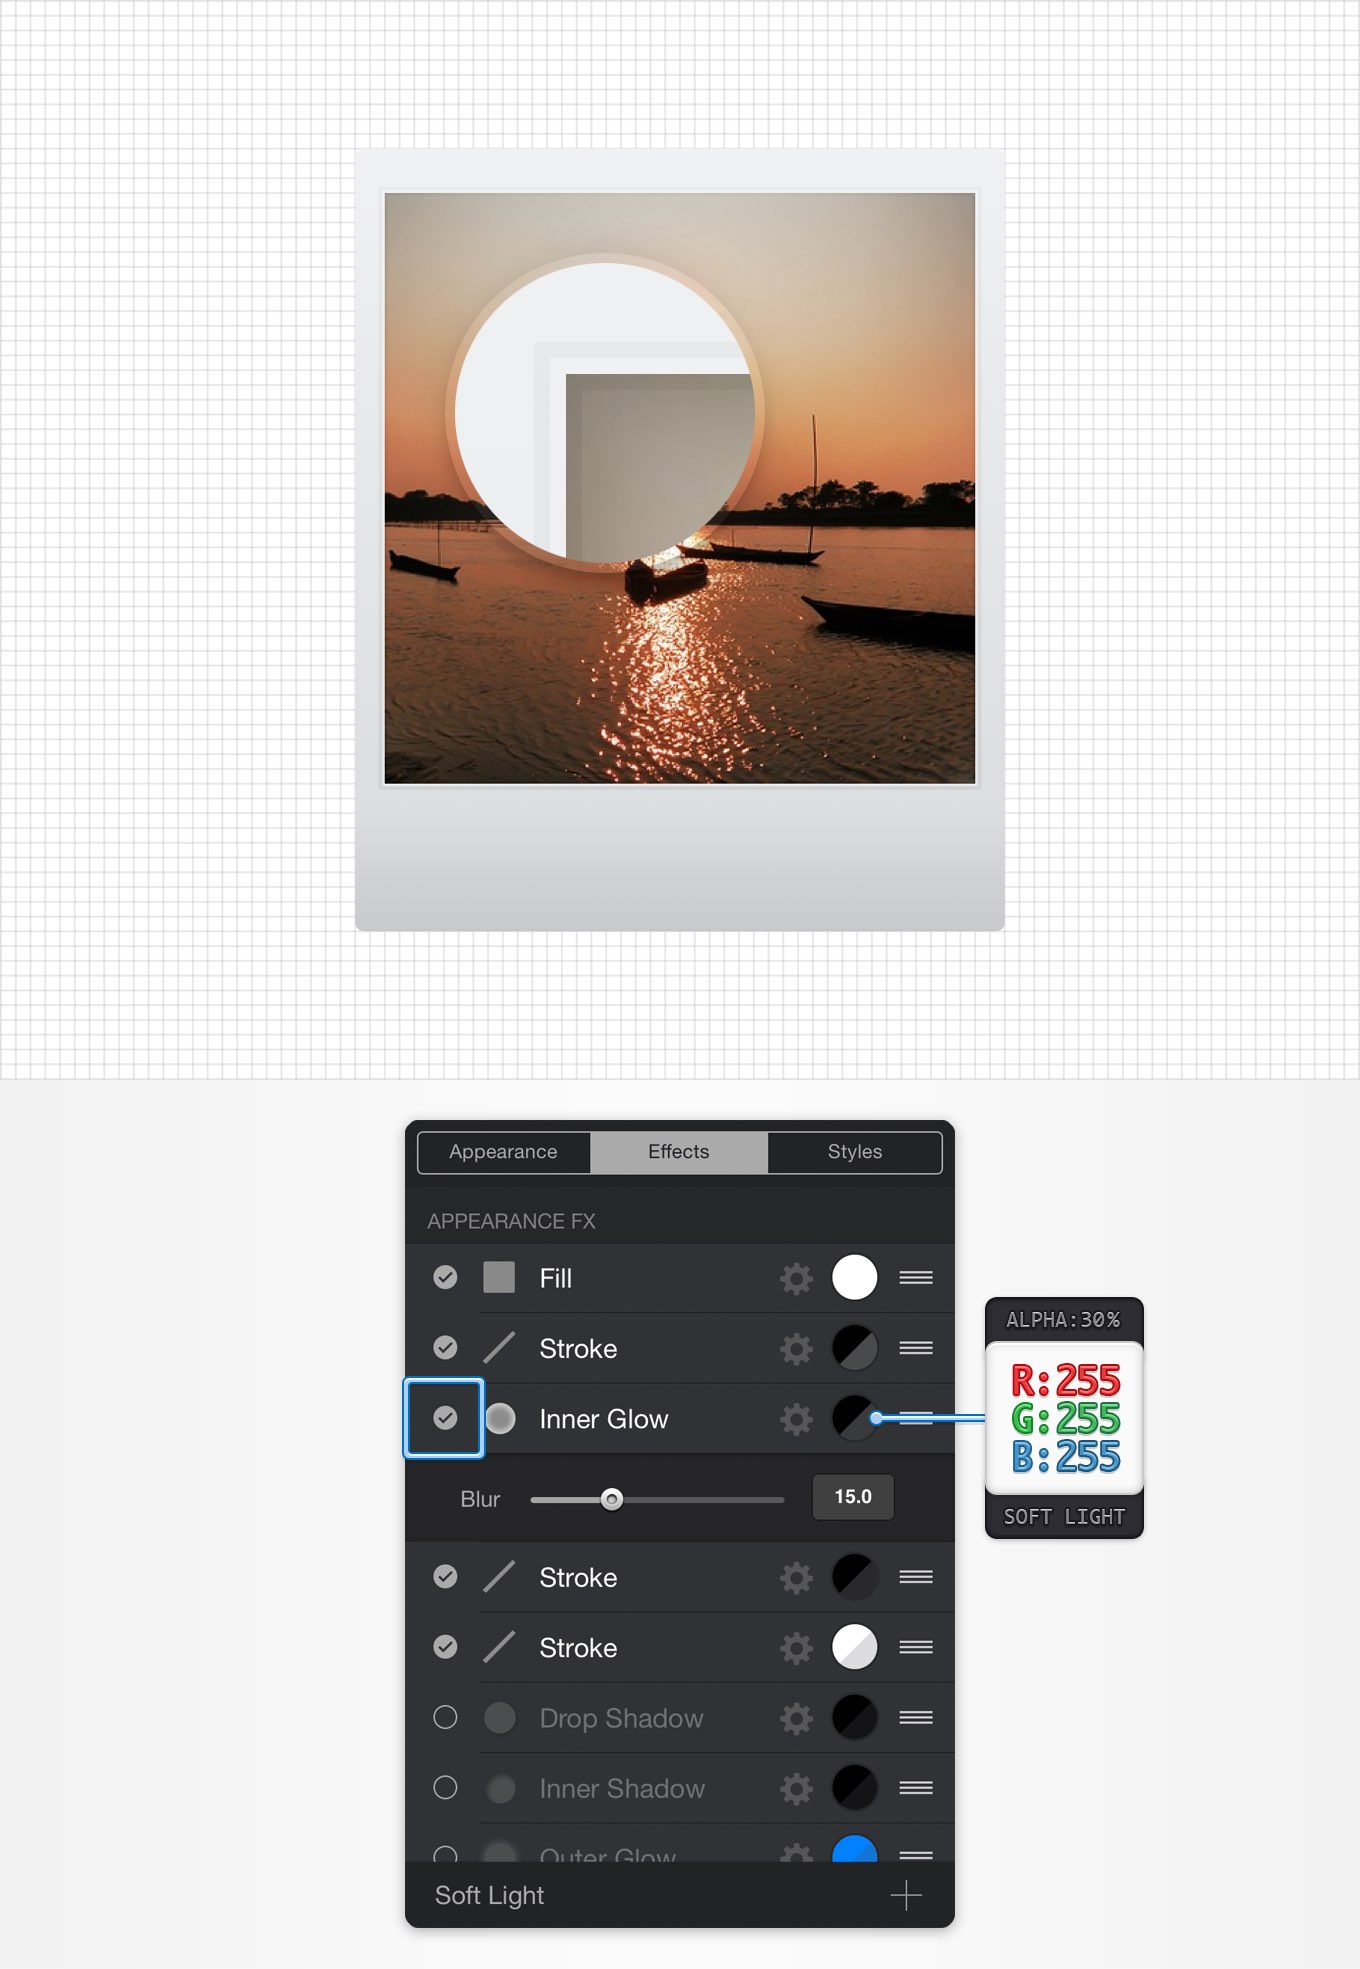 Appearance
Effects
Styles
APPEARANCE FX
Fill
Stroke
Inner Glow
ALPHA:30%
R:255
G:255
B:255
SOFT LIGHT
Blur
15.0
Stroke
Stroke
Drop Shadow
Inner Shadow
Outer Glow
Soft Light